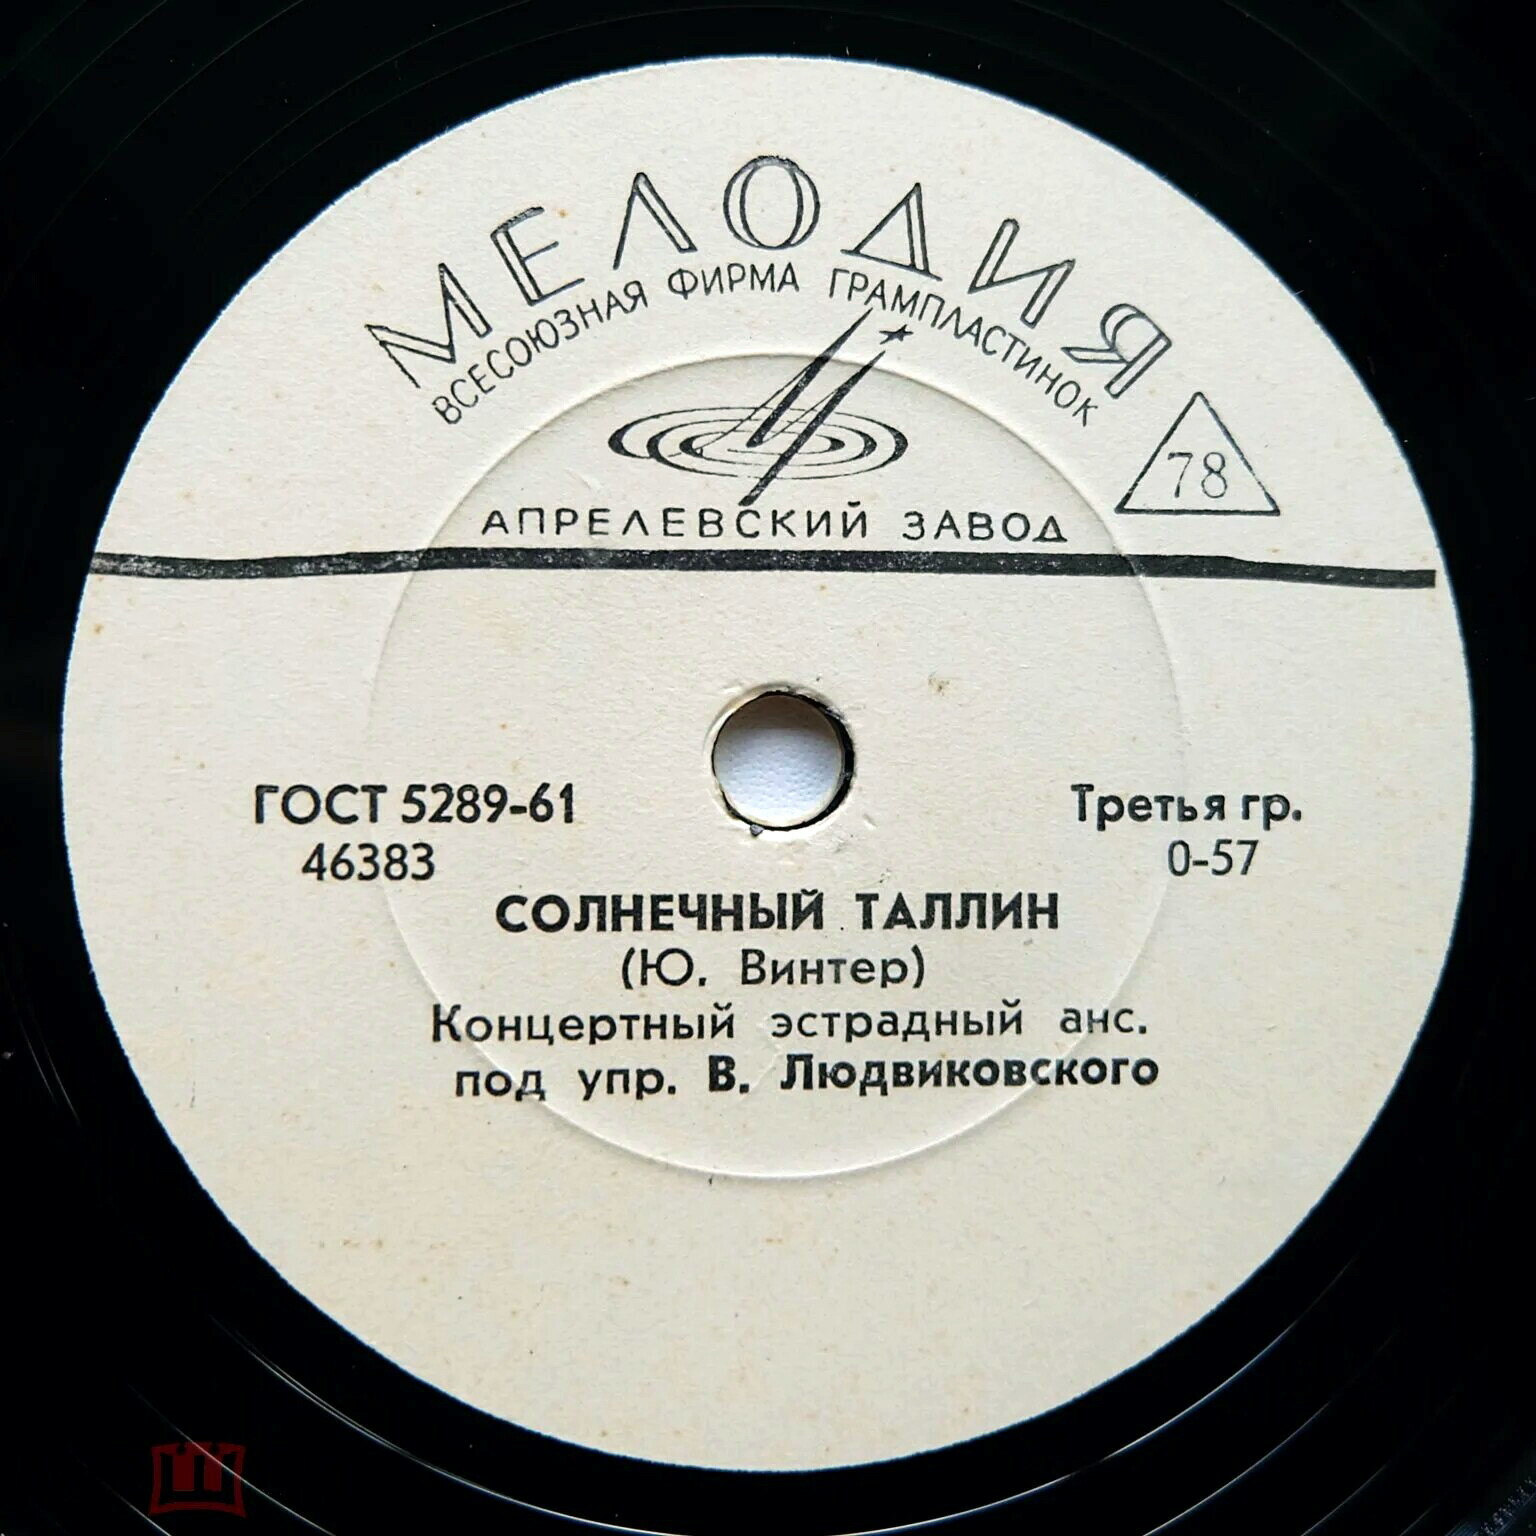 МЕЛОДИЯ
ВСЕСОЮЗНАЯ ФИРМА ГРАМПЛАСТИНОК
78
АПРЕЛЕВСКИЙ ЗАВОД
ГОСТ 5289-61
46383
Третья гр.
0-57
СОЛНЕЧНЫЙ ТАЛЛИН
(Ю. Винтер)
Концертный эстрадный анс.
под упр. В. Людвиковского